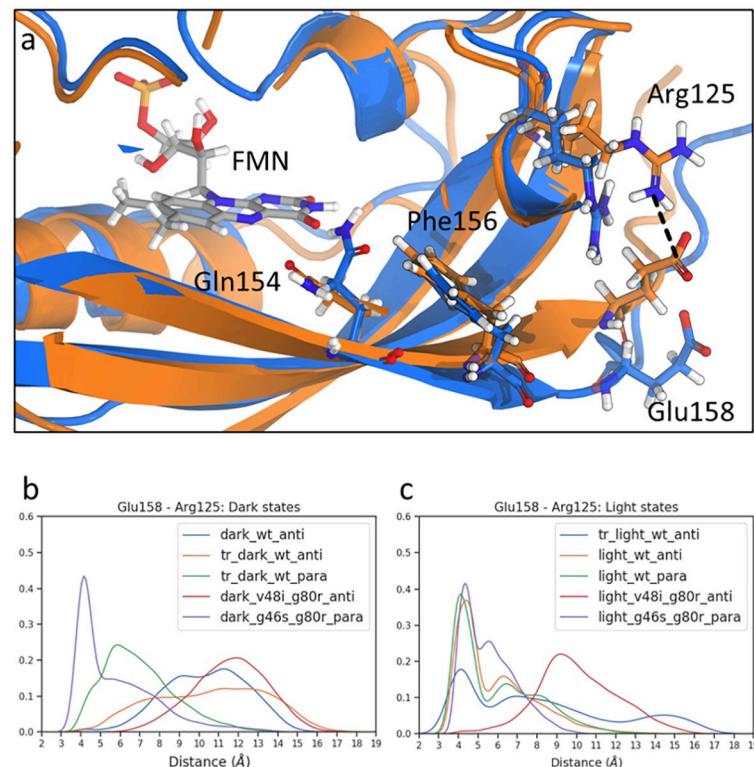 a
Arg125
FMN
Phe156
Gln154
Glu158
b
Glu158 - Arg125: Dark states
0.6
0.5
0.4
0.3
0.2
0.1
0.0
dark_wt_anti
tr_dark_wt_anti
tr_dark_wt_para
dark_v48i_g80r_anti
dark_g46s_g80r_para
2 3 4 5 6 7 8 9 10 11 12 13 14 15 16 17 18 19
Distance (Å)
c
Glu158 - Arg125: Light states
0.6
0.5
0.4
0.3
0.2
0.1
0.0
tr_light_wt_anti
light_wt_anti
light_wt_para
light_v48i_g80r_anti
light_g46s_g80r_para
2 3 4 5 6 7 8 9 10 11 12 13 14 15 16 17 18 19
Distance (Å)